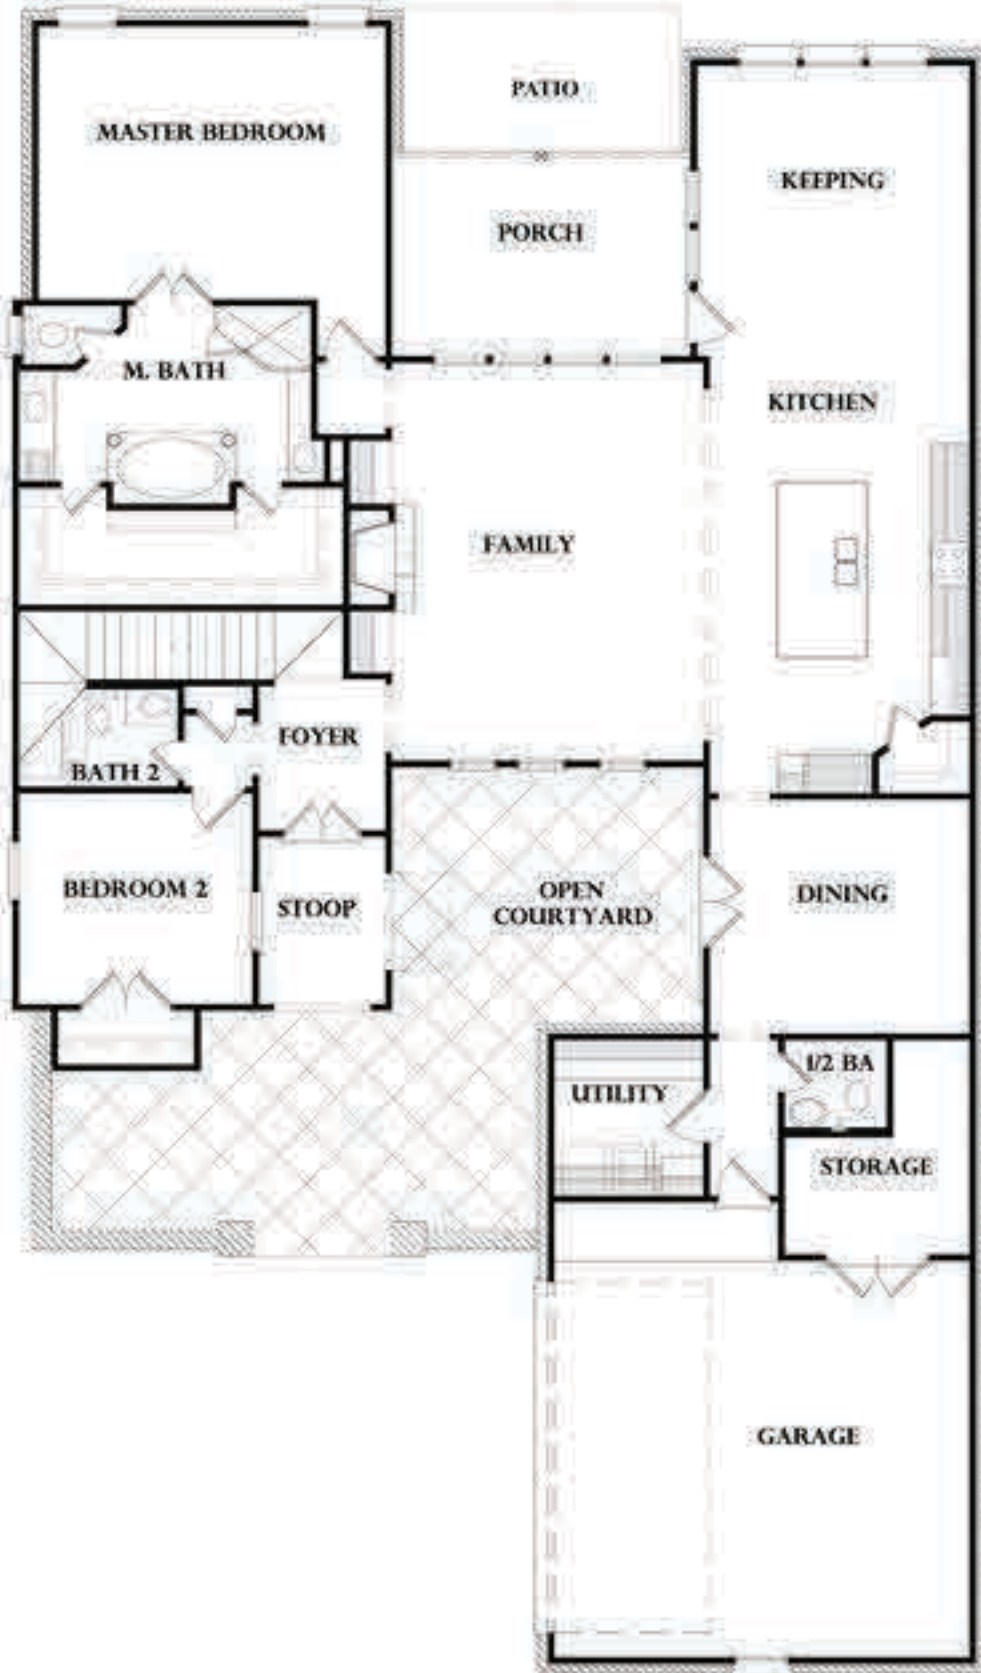 PATIO
MASTER BEDROOM
KEEPING
PORCH
M. BATH
KITCHEN
FAMILY
FOYER
BATH 2
BEDROOM 2
STOOP
OPEN
COURTYARD
DINING
1/2 BA
UTILITY
STORAGE
GARAGE